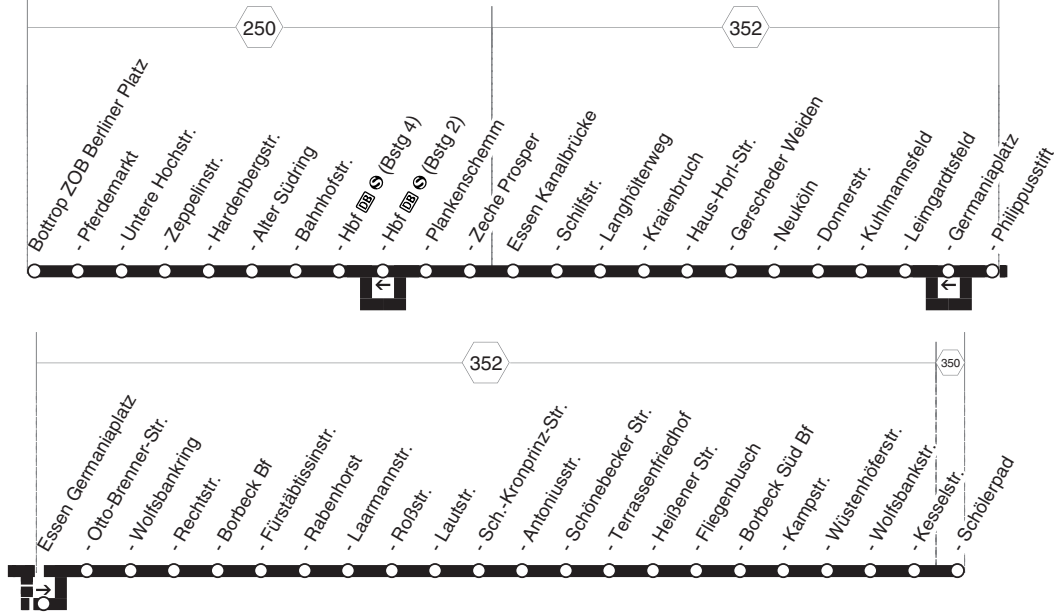 250
352
Bottrop ZOB Berliner Platz
- Pferdemarkt
- Untere Hochstr.
- Zeppelinstr.
- Hardenbergstr.
- Alter Südring
- Bahnhofstr.
- Hbf DB S (Bstg 4)
- Hbf DB S (Bstg 2)
- Plankenschemm
- Zeche Prosper
Essen Kanalbrücke
- Schilfstr.
- Langhölterweg
- Kraienbruch
- Haus-Horl-Str.
- Gerscheder Weiden
- Neuköln
- Donnerstr.
- Kuhlmannsfeld
- Leimgardtsfeld
- Germaniaplatz
- Philippusstift
←
←
352
350
Essen Germaniaplatz
- Otto-Brenner-Str.
- Wolfsbankring
- Rechtstr.
- Borbeck Bf
- Fürstäbtissinstr.
- Rabenhorst
- Laarmannstr.
- Roßstr.
- Lautstr.
- Sch.-Kronprinz-Str.
- Antoniusstr.
- Schönebecker Str.
- Terrassenfriedhof
- Heißener Str.
- Fliegenbusch
- Borbeck Süd Bf
- Kampstr.
- Wüstenhöferstr.
- Wolfsbankstr.
- Kesselstr.
- Schölerpad
→